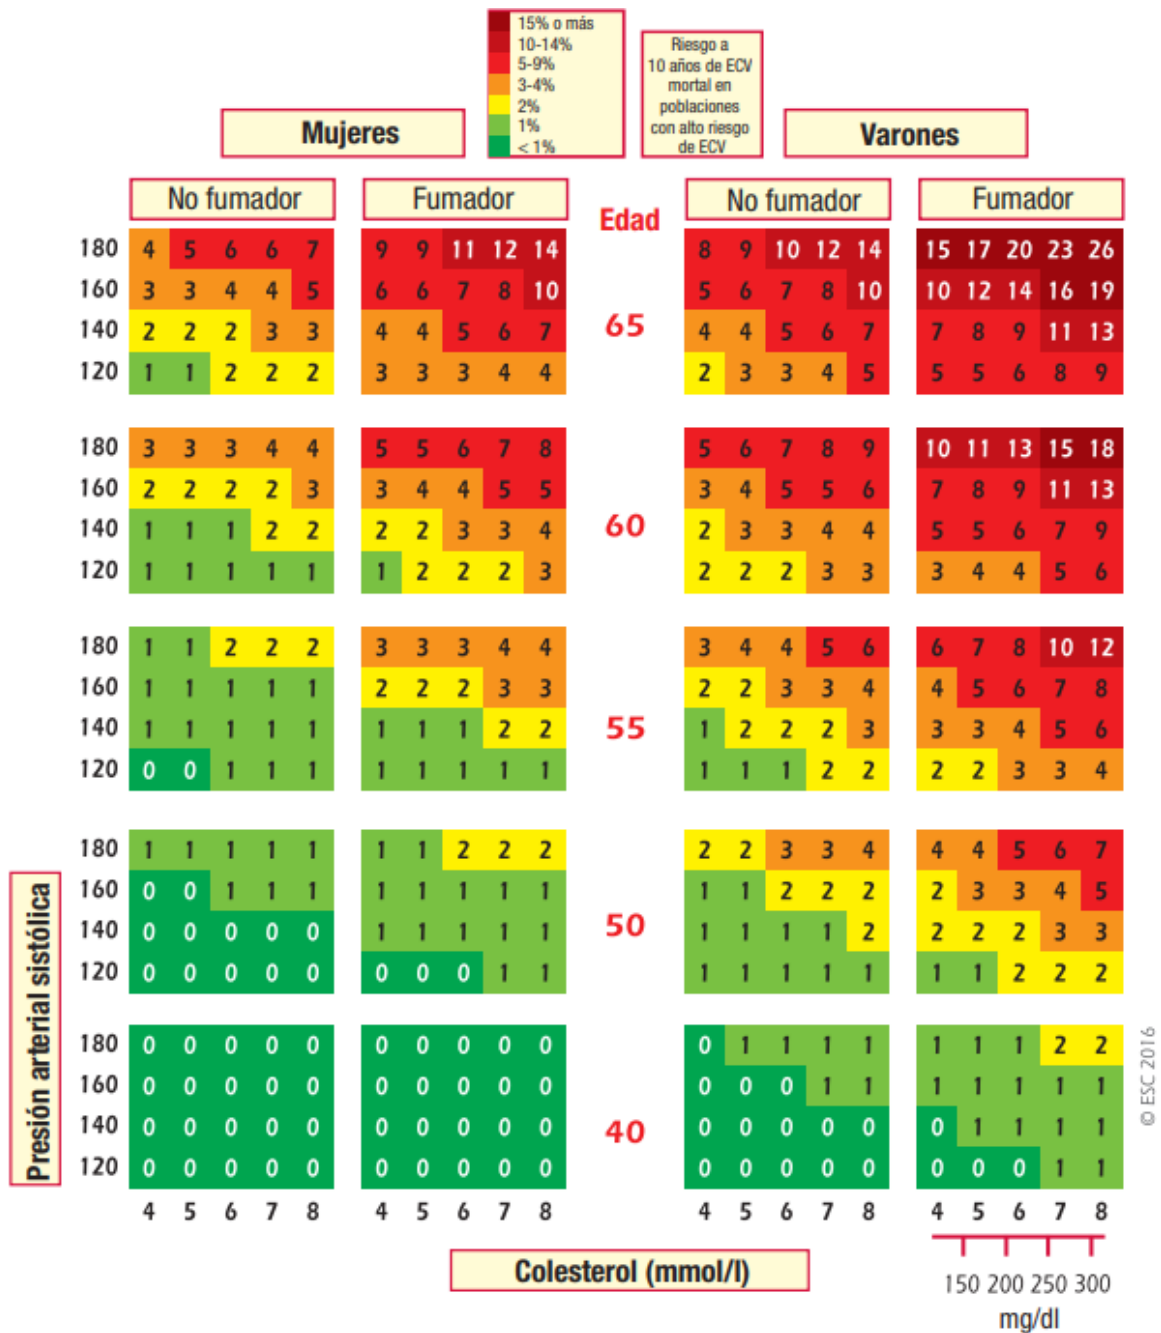 15% o más
10-14%
5-9%
3-4%
2%
1%
< 1%
Riesgo a
10 años de ECV
mortal en
poblaciones
con alto riesgo
de ECV
Mujeres
Varones
No fumador
Fumador
Edad
No fumador
Fumador
180 4 5 6 6 7 9 9 11 12 14 8 9 10 12 14 15 17 20 23 26
160 3 3 4 4 5 6 6 7 8 10 5 6 7 8 10 10 12 14 16 19
65
140 2 2 2 3 3 4 4 5 6 7 4 4 5 6 7 7 8 9 11 13
120 1 1 2 2 2 3 3 3 4 4 2 3 3 4 5 5 5 6 8 9
180 3 3 3 4 4 5 5 6 7 8 5 6 7 8 9 10 11 13 15 18
160 2 2 2 2 3 3 4 4 5 5 3 4 5 5 6 7 8 9 11 13
60
140 1 1 1 2 2 2 2 3 3 4 2 3 3 4 4 5 5 6 7 9
120 1 1 1 1 1 1 2 2 2 3 2 2 2 3 3 3 4 4 5 6
180 1 1 2 2 2 3 3 3 4 4 3 4 4 5 6 6 7 8 10 12
160 1 1 1 1 1 2 2 2 3 3 2 2 3 3 4 4 5 6 7 8
55
140 1 1 1 1 1 1 1 1 2 2 1 2 2 2 3 3 3 4 5 6
120 0 0 1 1 1 1 1 1 1 1 1 1 1 2 2 2 2 3 3 4
180 1 1 1 1 1 1 1 2 2 2 2 2 3 3 4 4 4 5 6 7
160 0 0 1 1 1 1 1 1 1 1 1 1 2 2 2 2 3 3 4 5
50
140 0 0 0 0 0 1 1 1 1 1 1 1 1 1 2 2 2 2 3 3
120 0 0 0 0 0 0 0 0 1 1 1 1 1 1 1 1 1 2 2 2
180 0 0 0 0 0 0 0 0 0 0 0 1 1 1 1 1 1 1 2 2
160 0 0 0 0 0 0 0 0 0 0 0 0 0 1 1 1 1 1 1 1
40
140 0 0 0 0 0 0 0 0 0 0 0 0 0 0 0 0 1 1 1 1
120 0 0 0 0 0 0 0 0 0 0 0 0 0 0 0 0 0 0 1 1
4 5 6 7 8 4 5 6 7 8 4 5 6 7 8 4 5 6 7 8
Presión arterial sistólica
Colesterol (mmol/l)
150 200 250 300
mg/dl
© ESC 2016